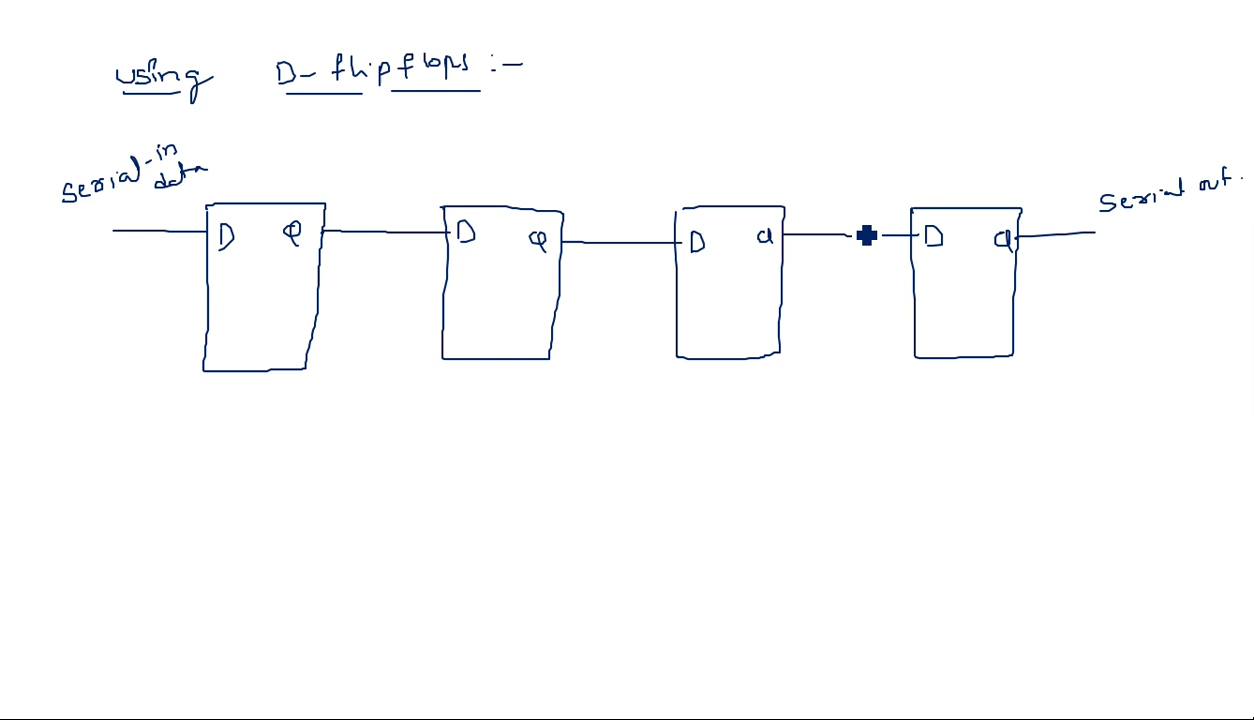 using D-flipflops :-
Serial-in
data
Serial out.
D Q D Q D Q D Q